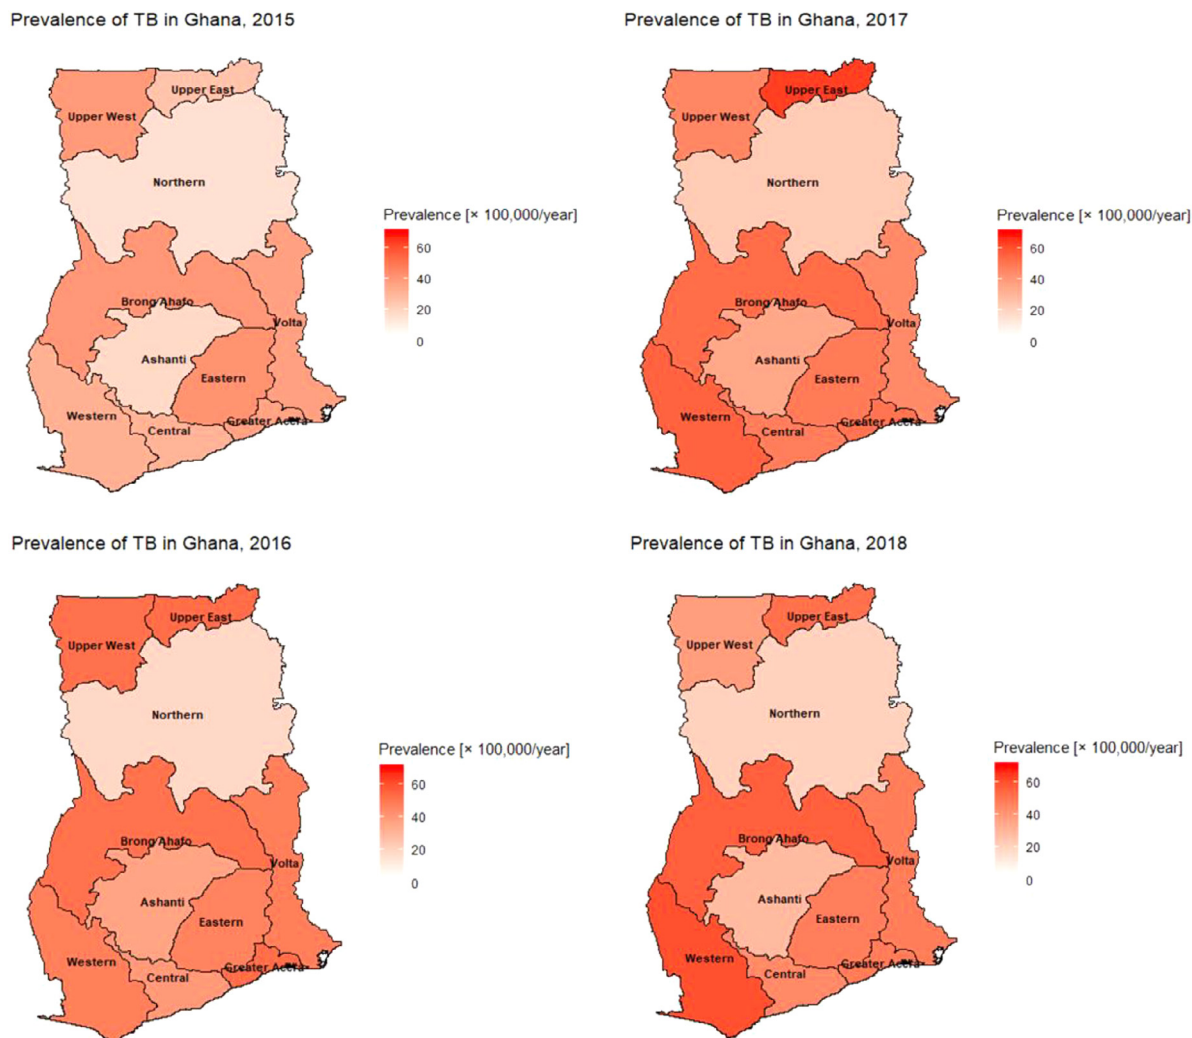 Prevalence of TB in Ghana, 2015
Upper East
Upper West
Northern
Prevalence [× 100,000/year]
60
40
20
0
Brong Ahafo
Volta
Ashanti
Eastern
Western
Greater Accra
Central
Prevalence of TB in Ghana, 2017
Upper East
Upper West
Northern
Prevalence [× 100,000/year]
60
40
20
0
Brong Ahafo
Volta
Ashanti
Eastern
Western
Greater Accra
Central
Prevalence of TB in Ghana, 2016
Upper East
Upper West
Northern
Prevalence [× 100,000/year]
60
40
20
0
Brong Ahafo
Volta
Ashanti
Eastern
Western
Greater Accra
Central
Prevalence of TB in Ghana, 2018
Upper East
Upper West
Northern
Prevalence [× 100,000/year]
60
40
20
0
Brong Ahafo
Volta
Ashanti
Eastern
Western
Greater Accra
Central